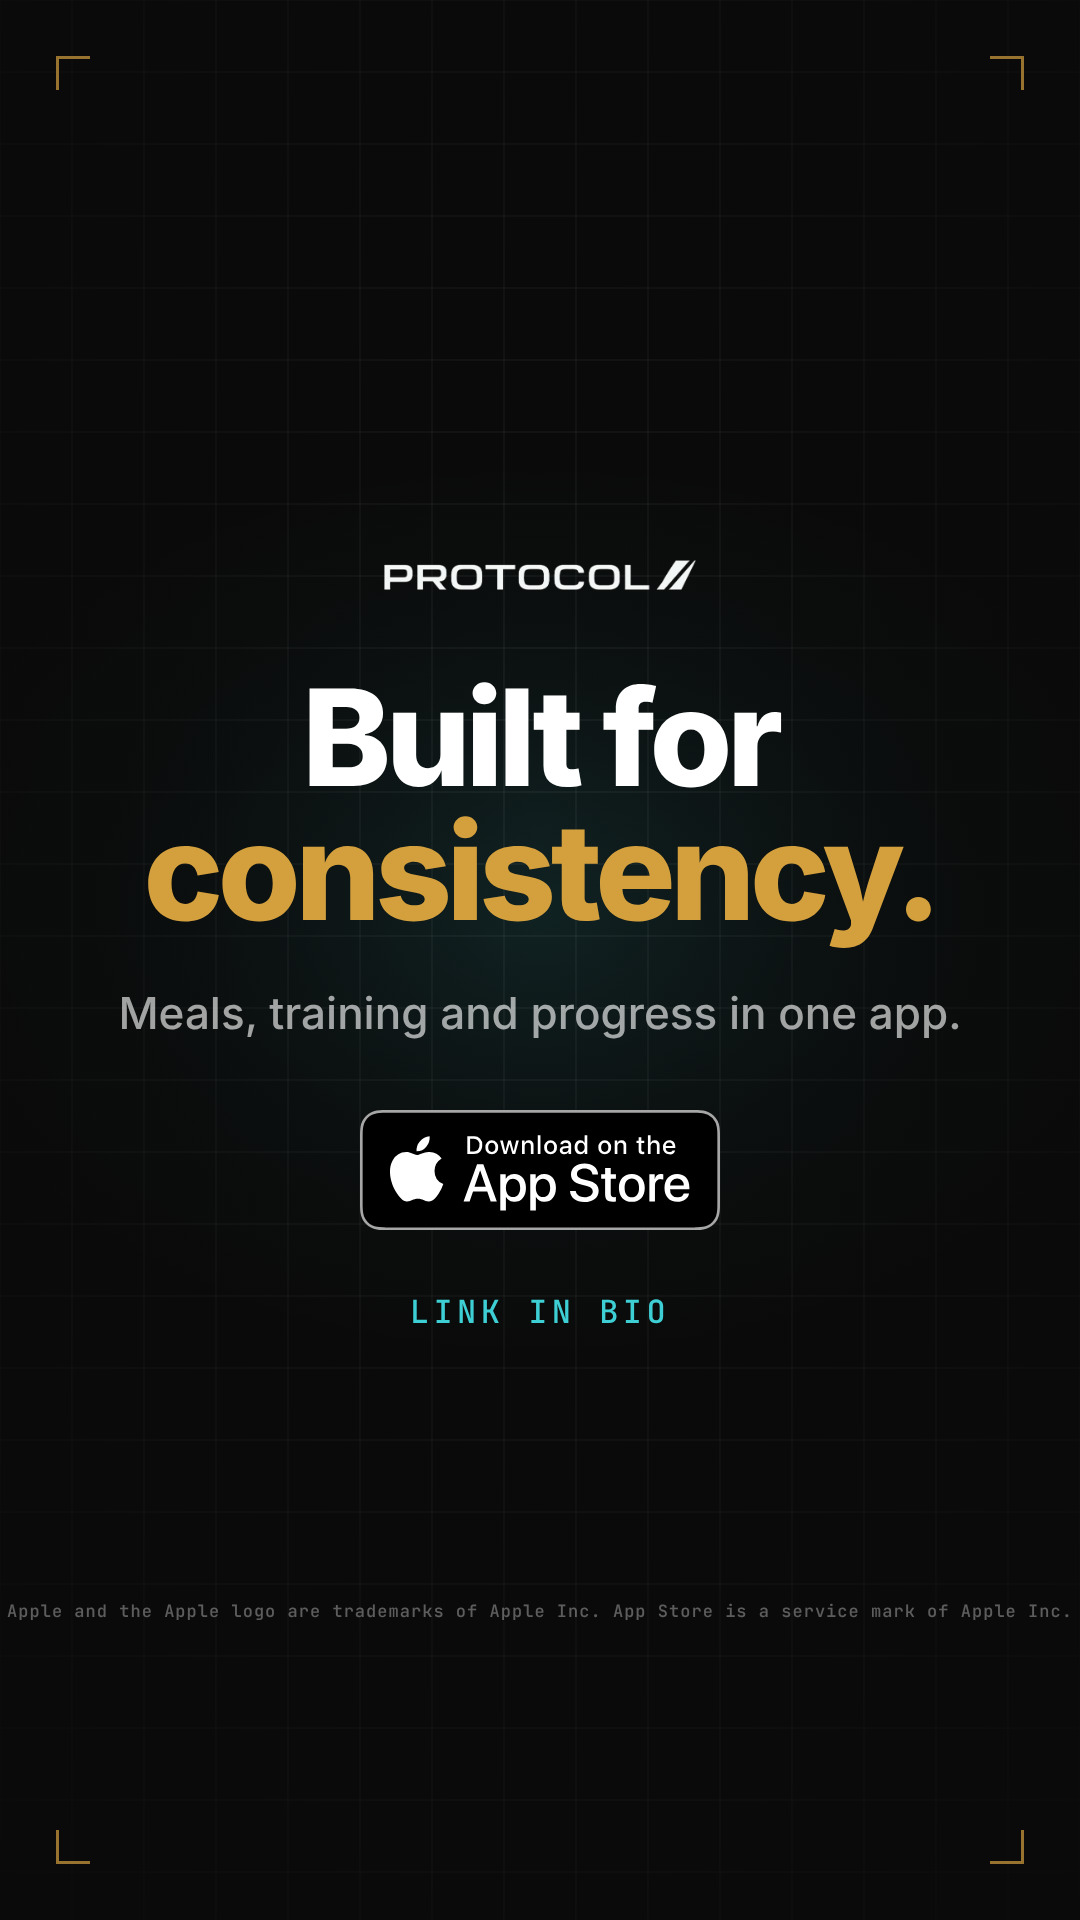 PROTOCOL
Built for
consistency.
Meals, training and progress in one app.
Download on the
App Store
LINK IN BIO
Apple and the Apple logo are trademarks of Apple Inc. App Store is a service mark of Apple Inc.